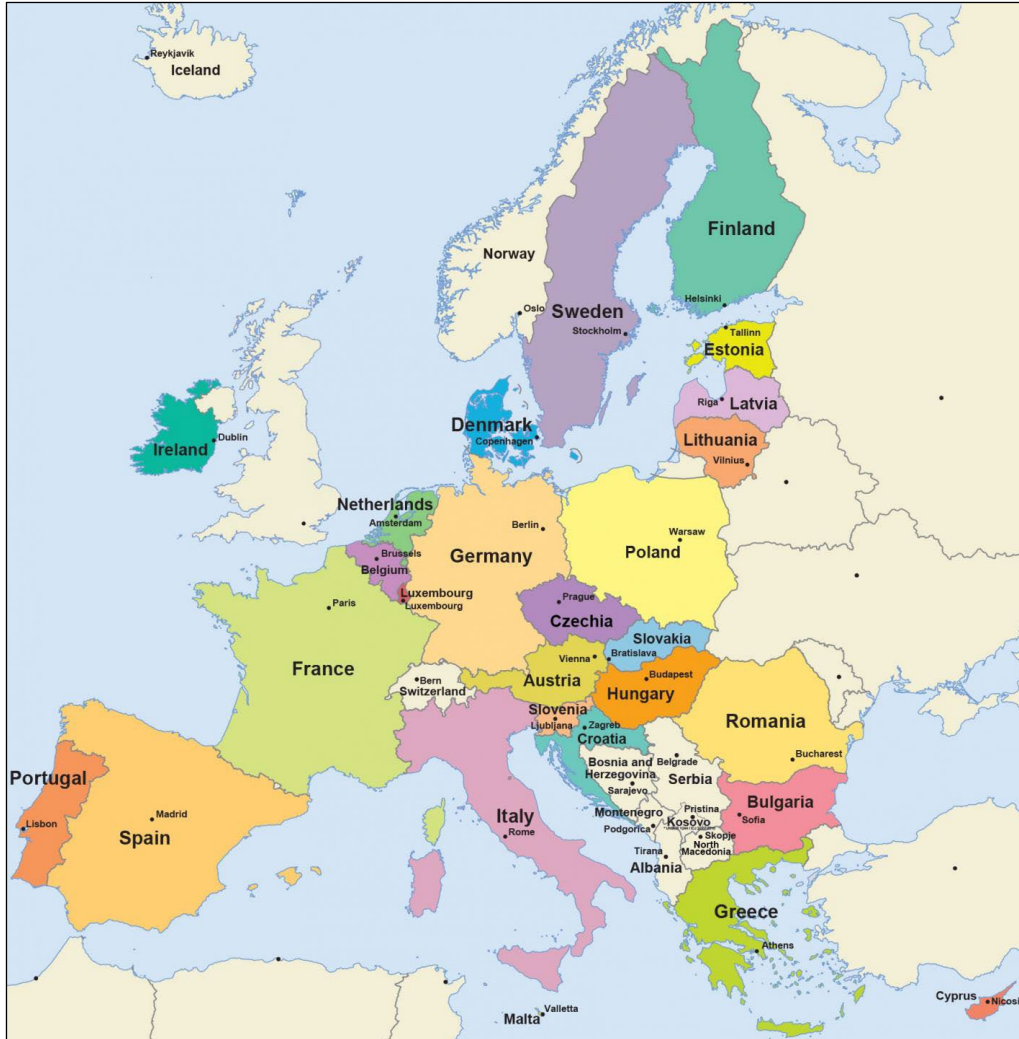 Reykjavík
Iceland
Norway
Oslo
Sweden
Stockholm
Finland
Helsinki
Tallinn
Estonia
Riga
Latvia
Lithuania
Vilnius
Denmark
Copenhagen
Dublin
Ireland
Netherlands
Amsterdam
Brussels
Belgium
Luxembourg
Luxembourg
Berlin
Germany
Warsaw
Poland
Prague
Czechia
Slovakia
Bratislava
Vienna
Austria
Budapest
Hungary
Paris
France
Bern
Switzerland
Slovenia
Ljubljana
Zagreb
Croatia
Romania
Bucharest
Bosnia and
Herzegovina
Sarajevo
Belgrade
Serbia
Montenegro
Podgorica
Pristina
Kosovo
Skopje
North
Macedonia
Tirana
Albania
Bulgaria
Sofia
Portugal
Lisbon
Madrid
Spain
Italy
Rome
Greece
Athens
Valletta
Malta
Cyprus
Nicosi